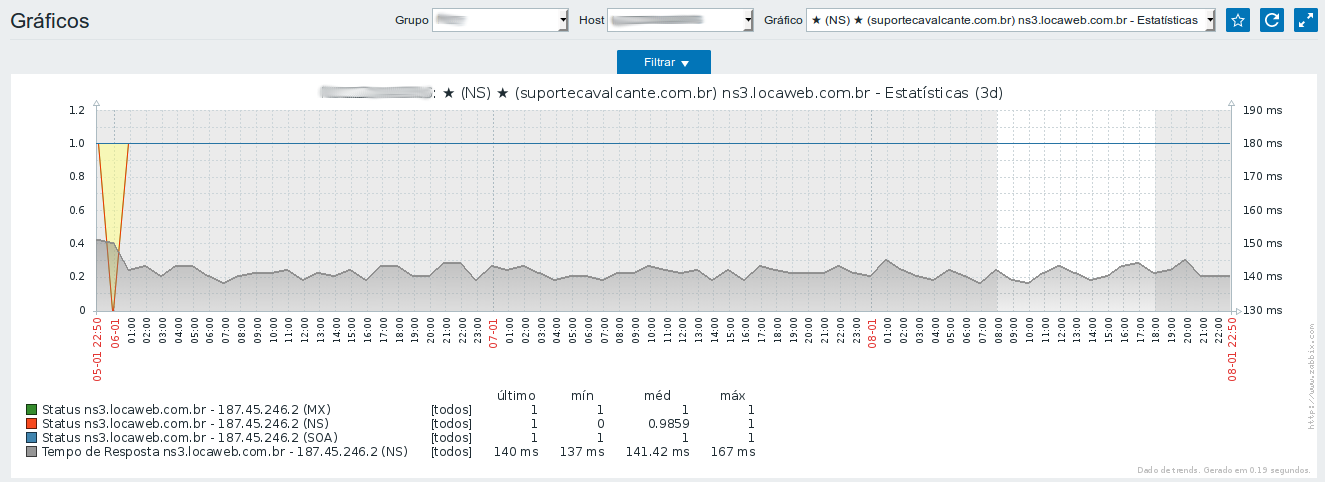 Gráficos
Grupo
Host
Gráfico ★ (NS) ★ (suportecavalcante.com.br) ns3.locaweb.com.br - Estatísticas
Filtrar
: ★ (NS) ★ (suportecavalcante.com.br) ns3.locaweb.com.br - Estatísticas (3d)
1.2 190 ms
1.0 180 ms
0.8 170 ms
0.6 160 ms
0.4 150 ms
0.2 140 ms
0 130 ms
05-01 22:50 06-01 01:00 02:00 03:00 04:00 05:00 06:00 07:00 08:00 09:00 10:00 11:00 12:00 13:00 14:00 15:00 16:00 17:00 18:00 19:00 20:00 21:00 22:00 23:00 07-01 01:00 02:00 03:00 04:00 05:00 06:00 07:00 08:00 09:00 10:00 11:00 12:00 13:00 14:00 15:00 16:00 17:00 18:00 19:00 20:00 21:00 22:00 23:00 08-01 01:00 02:00 03:00 04:00 05:00 06:00 07:00 08:00 09:00 10:00 11:00 12:00 13:00 14:00 15:00 16:00 17:00 18:00 19:00 20:00 21:00 22:00 08-01 22:50
http://www.zabbix.com
último mín méd máx
Status ns3.locaweb.com.br - 187.45.246.2 (MX) [todos] 1 1 1 1
Status ns3.locaweb.com.br - 187.45.246.2 (NS) [todos] 1 0 0.9859 1
Status ns3.locaweb.com.br - 187.45.246.2 (SOA) [todos] 1 1 1 1
Tempo de Resposta ns3.locaweb.com.br - 187.45.246.2 (NS) [todos] 140 ms 137 ms 141.42 ms 167 ms
Dado de trends. Gerado em 0.19 segundos.